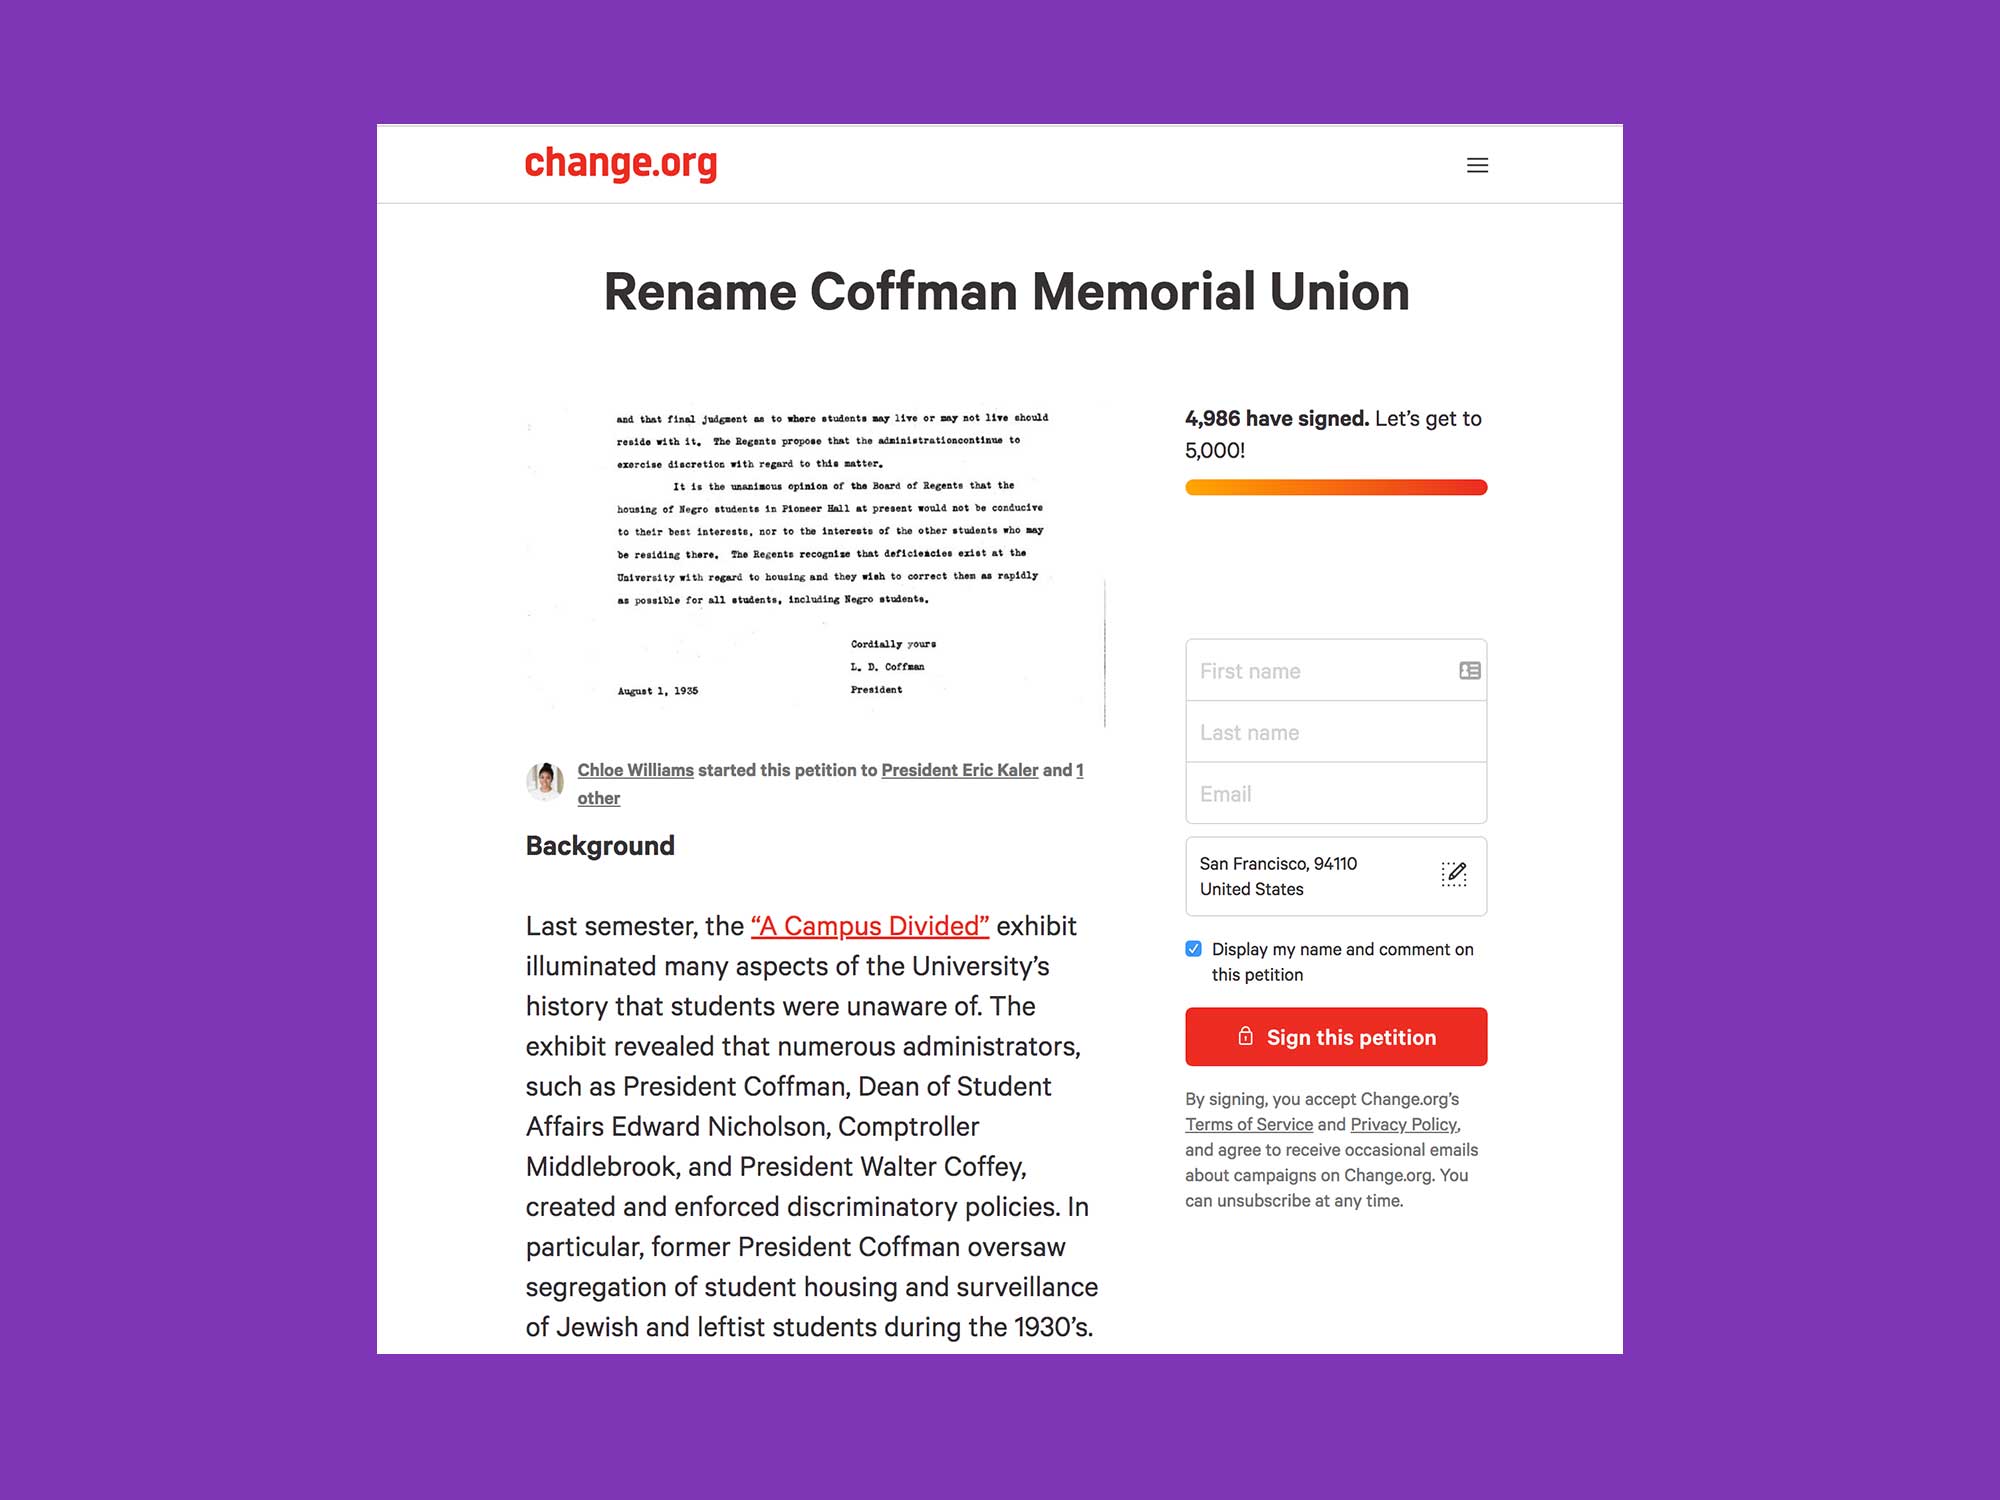 change.org
Rename Coffman Memorial Union
and that final judgment as to where students may live or may not live should
reside with it. The Regents propose that the administrationcontinue to
exercise discretion with regard to this matter.
It is the unanimous opinion of the Board of Regents that the
housing of Negro students in Pioneer Hall at present would not be conducive
to their best interests, nor to the interests of the other students who may
be residing there. The Regents recognize that deficiencies exist at the
University with regard to housing and they wish to correct them as rapidly
as possible for all students, including Negro students.
Cordially yours
L. D. Coffman
August 1, 1935 President
Chloe Williams started this petition to President Eric Kaler and 1
other
Background
Last semester, the “A Campus Divided” exhibit
illuminated many aspects of the University’s
history that students were unaware of. The
exhibit revealed that numerous administrators,
such as President Coffman, Dean of Student
Affairs Edward Nicholson, Comptroller
Middlebrook, and President Walter Coffey,
created and enforced discriminatory policies. In
particular, former President Coffman oversaw
segregation of student housing and surveillance
of Jewish and leftist students during the 1930’s.
4,986 have signed. Let’s get to
5,000!
First name
Last name
Email
San Francisco, 94110
United States
Display my name and comment on
this petition
Sign this petition
By signing, you accept Change.org’s
Terms of Service and Privacy Policy,
and agree to receive occasional emails
about campaigns on Change.org. You
can unsubscribe at any time.